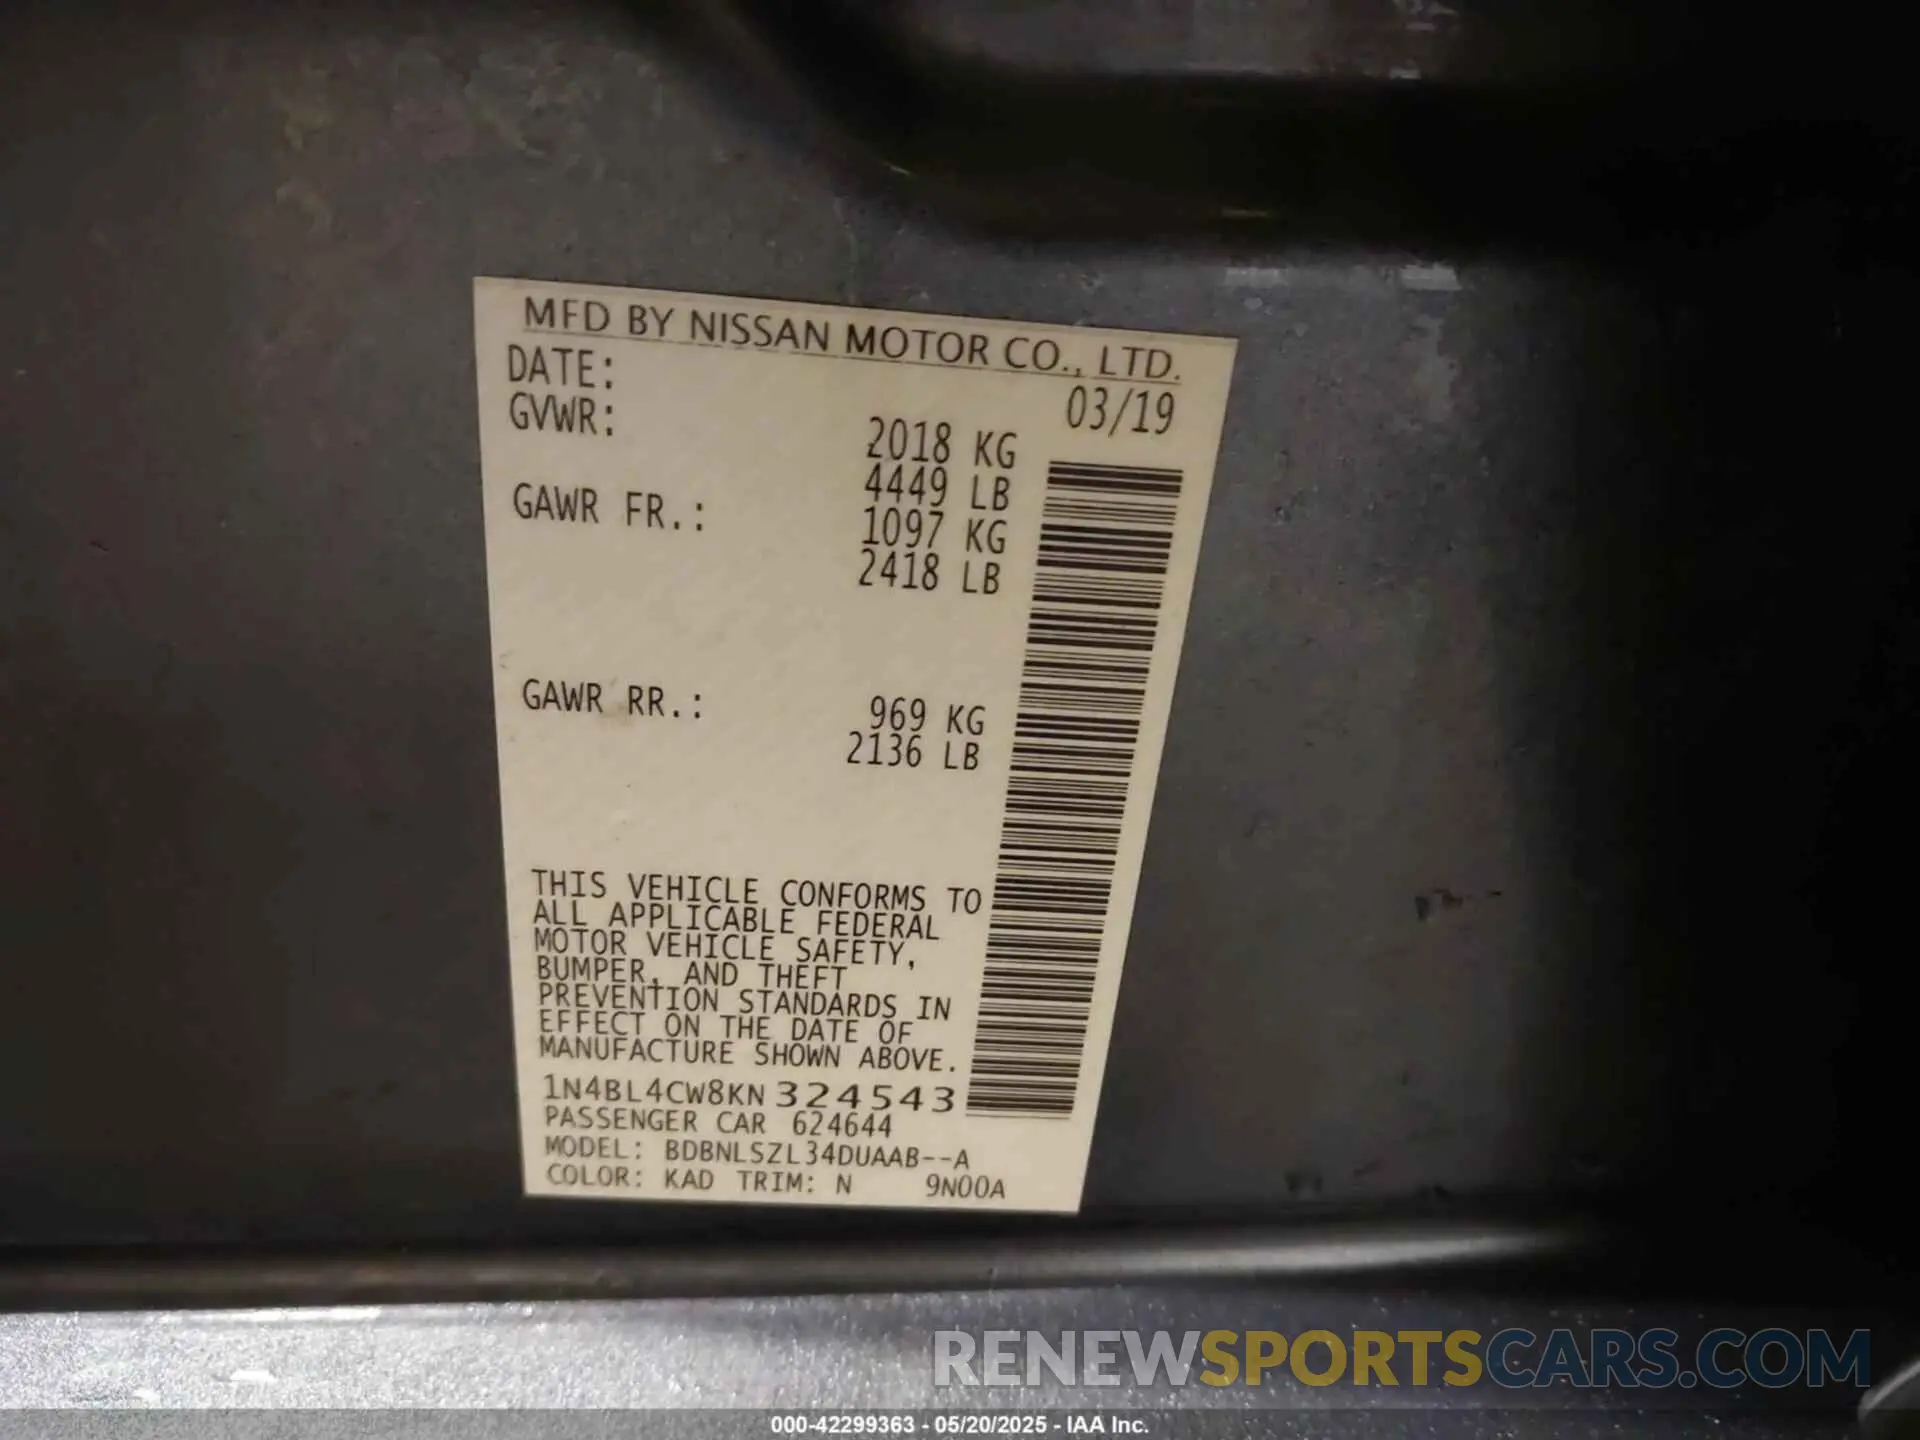 MFD BY NISSAN MOTOR CO., LTD.
DATE: 03/19
GVWR: 2018 KG
4449 LB
GAWR FR.: 1097 KG
2418 LB
GAWR RR.: 969 KG
2136 LB
THIS VEHICLE CONFORMS TO
ALL APPLICABLE FEDERAL
MOTOR VEHICLE SAFETY,
BUMPER, AND THEFT
PREVENTION STANDARDS IN
EFFECT ON THE DATE OF
MANUFACTURE SHOWN ABOVE.
1N4BL4CW8KN324543
PASSENGER CAR 624644
MODEL: BDBNLSZL34DUAAB--A
COLOR: KAD TRIM: N 9N00A
RENEWSPORTSCARS.COM
000-42299363 - 05/20/2025 - IAA Inc.